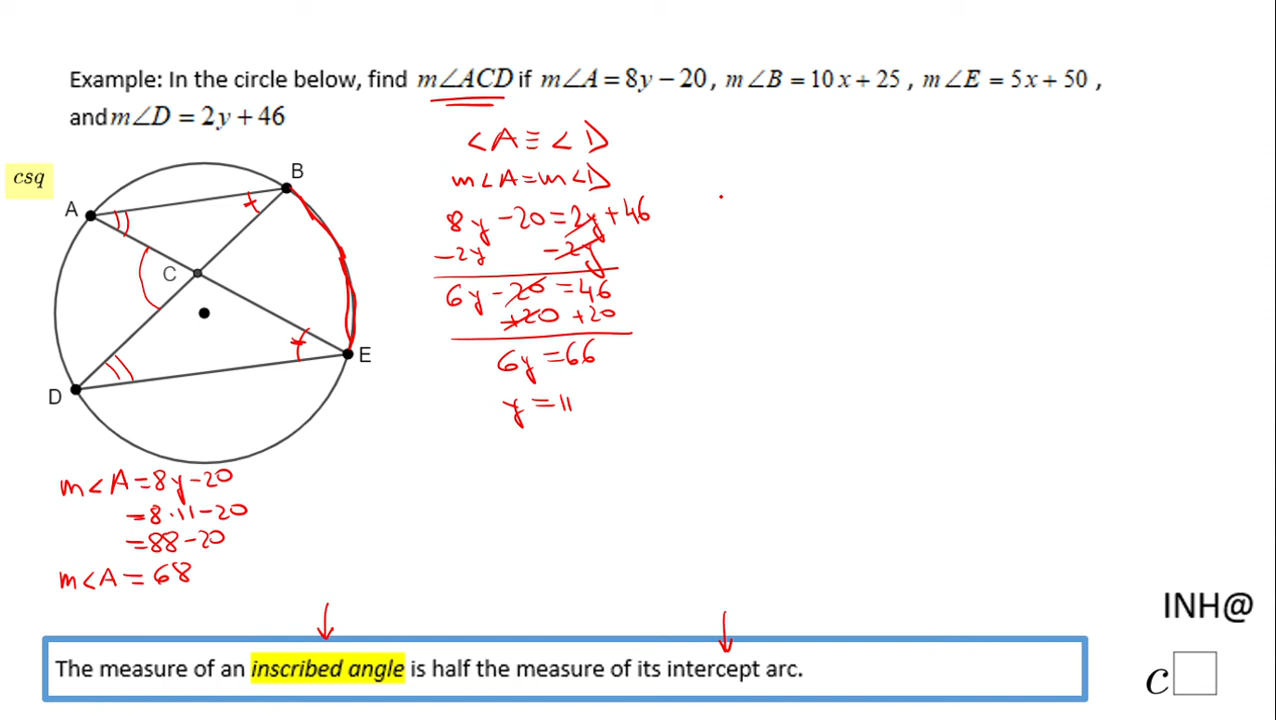 Example: In the circle below, find m∠ACD if m∠A = 8y − 20, m∠B = 10x + 25, m∠E = 5x + 50,
and m∠D = 2y + 46
csq
A
B
C
D
E
<A ≡ <D
m<A = m<D
8y − 20 = 2y + 46
−2y −2y
6y − 20 = 46
+20 +20
6y = 66
y = 11
m<A = 8y − 20
= 8·11 − 20
= 88 − 20
m<A = 68
The measure of an inscribed angle is half the measure of its intercept arc.
INH@
c